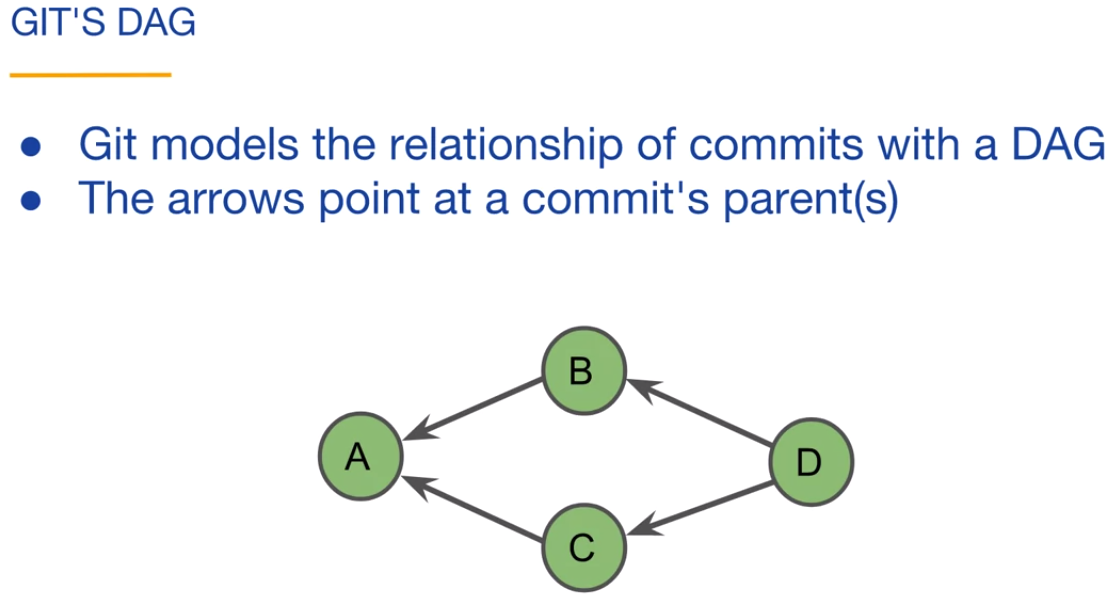 GIT'S DAG
● Git models the relationship of commits with a DAG
● The arrows point at a commit's parent(s)
B
A
D
C